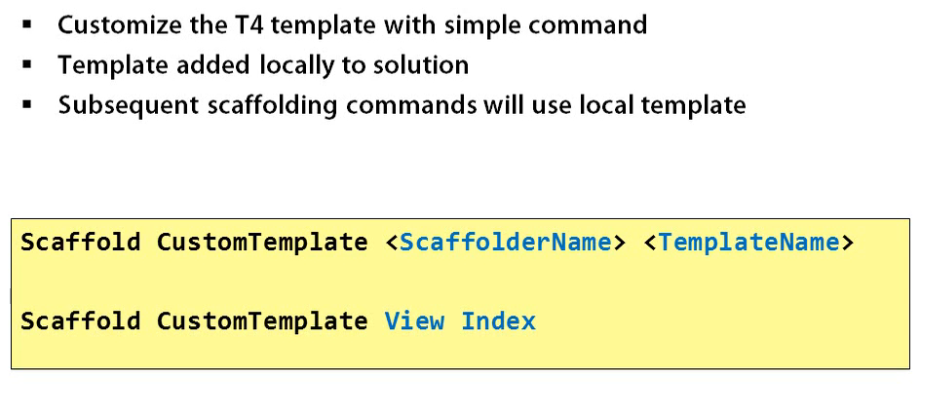 ▪ Customize the T4 template with simple command
▪ Template added locally to solution
▪ Subsequent scaffolding commands will use local template
Scaffold CustomTemplate <ScaffolderName> <TemplateName>
Scaffold CustomTemplate View Index